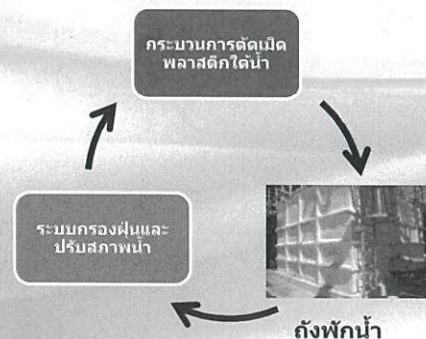 กระบวนการตัดเม็ด
พลาสติกใต้น้ำ
ระบบกรองฝุ่นและ
ปรับสภาพน้ำ
ถังพักน้ำ